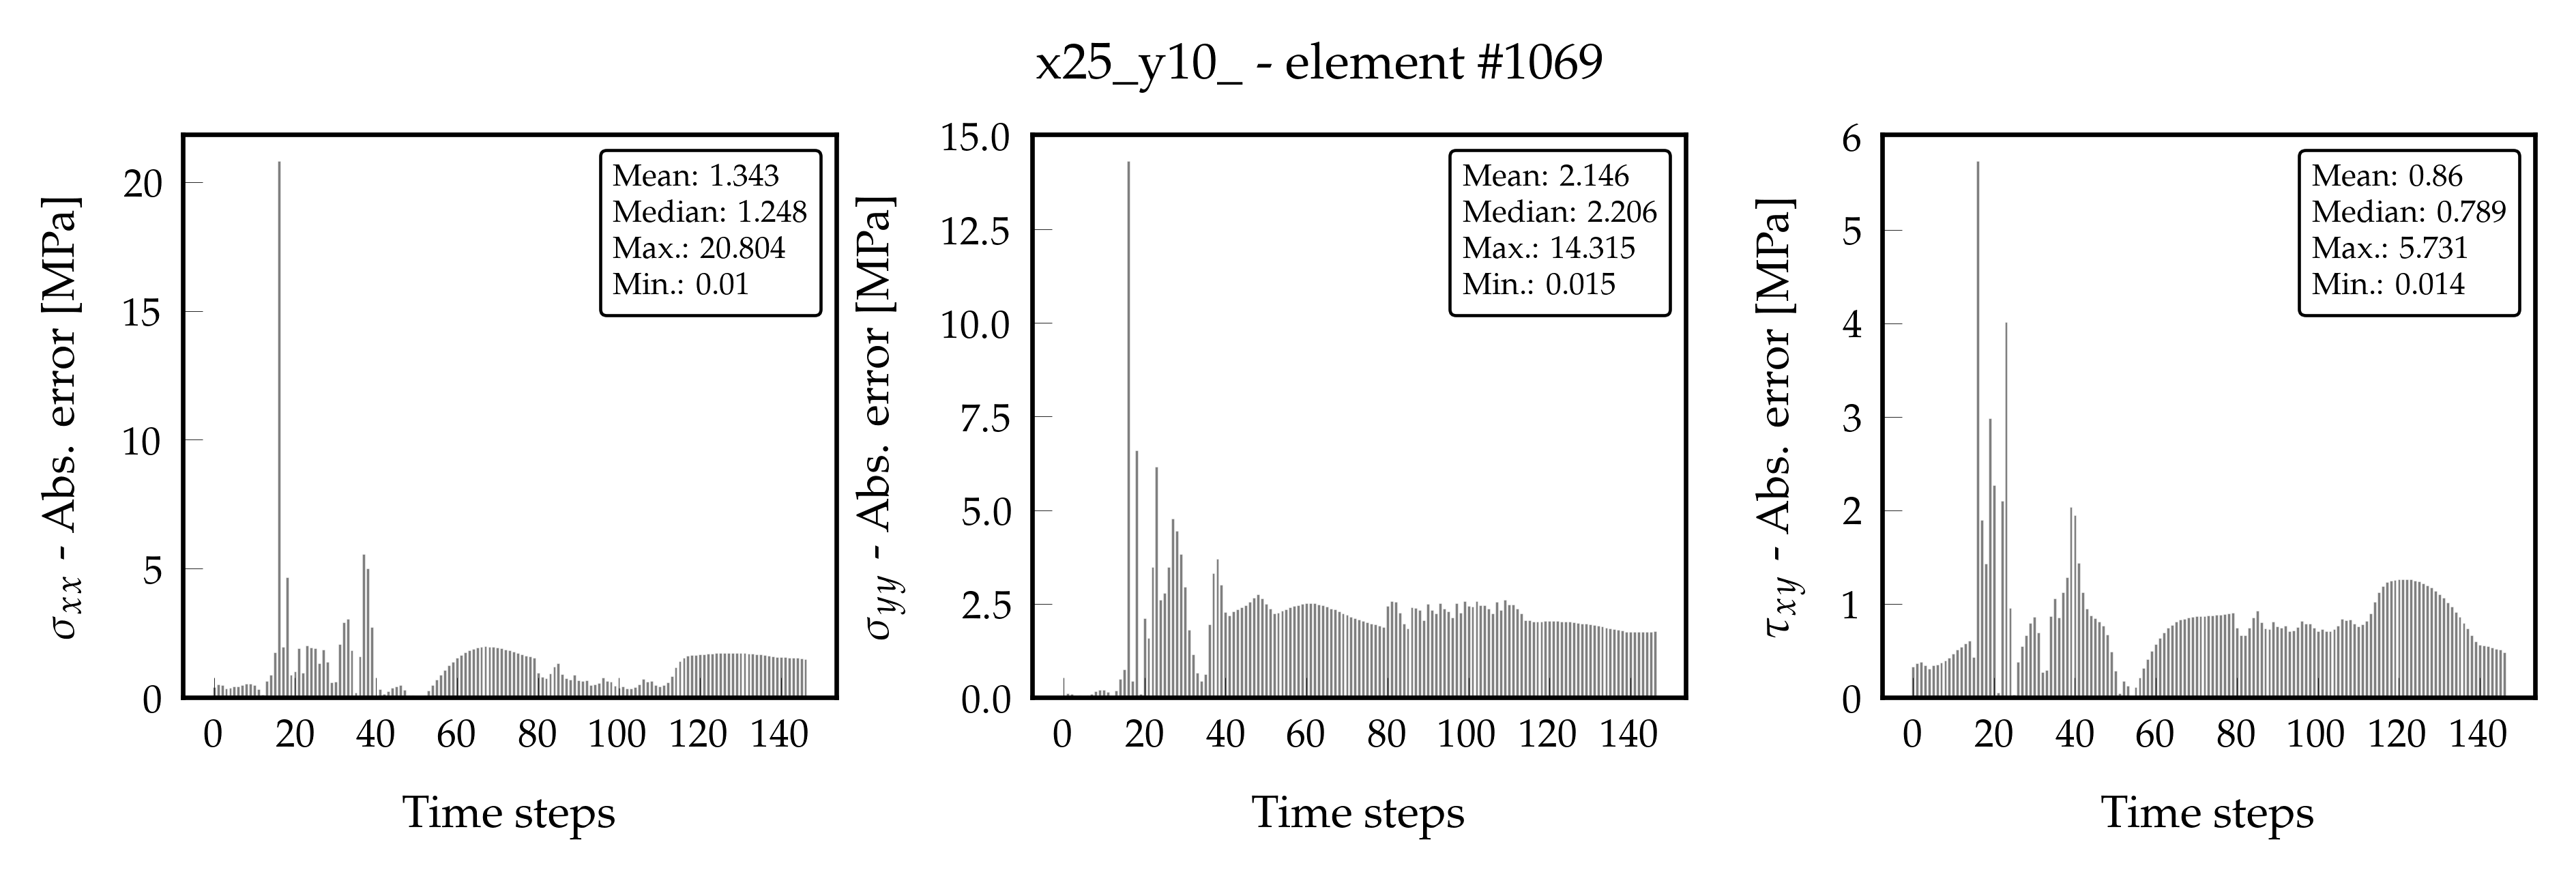 x25_y10_ - element #1069
σxx - Abs. error [MPa]
20
15
10
5
0
Mean: 1.343
Median: 1.248
Max.: 20.804
Min.: 0.01
0 20 40 60 80 100 120 140
Time steps
σyy - Abs. error [MPa]
15.0
12.5
10.0
7.5
5.0
2.5
0.0
Mean: 2.146
Median: 2.206
Max.: 14.315
Min.: 0.015
0 20 40 60 80 100 120 140
Time steps
τxy - Abs. error [MPa]
6
5
4
3
2
1
0
Mean: 0.86
Median: 0.789
Max.: 5.731
Min.: 0.014
0 20 40 60 80 100 120 140
Time steps